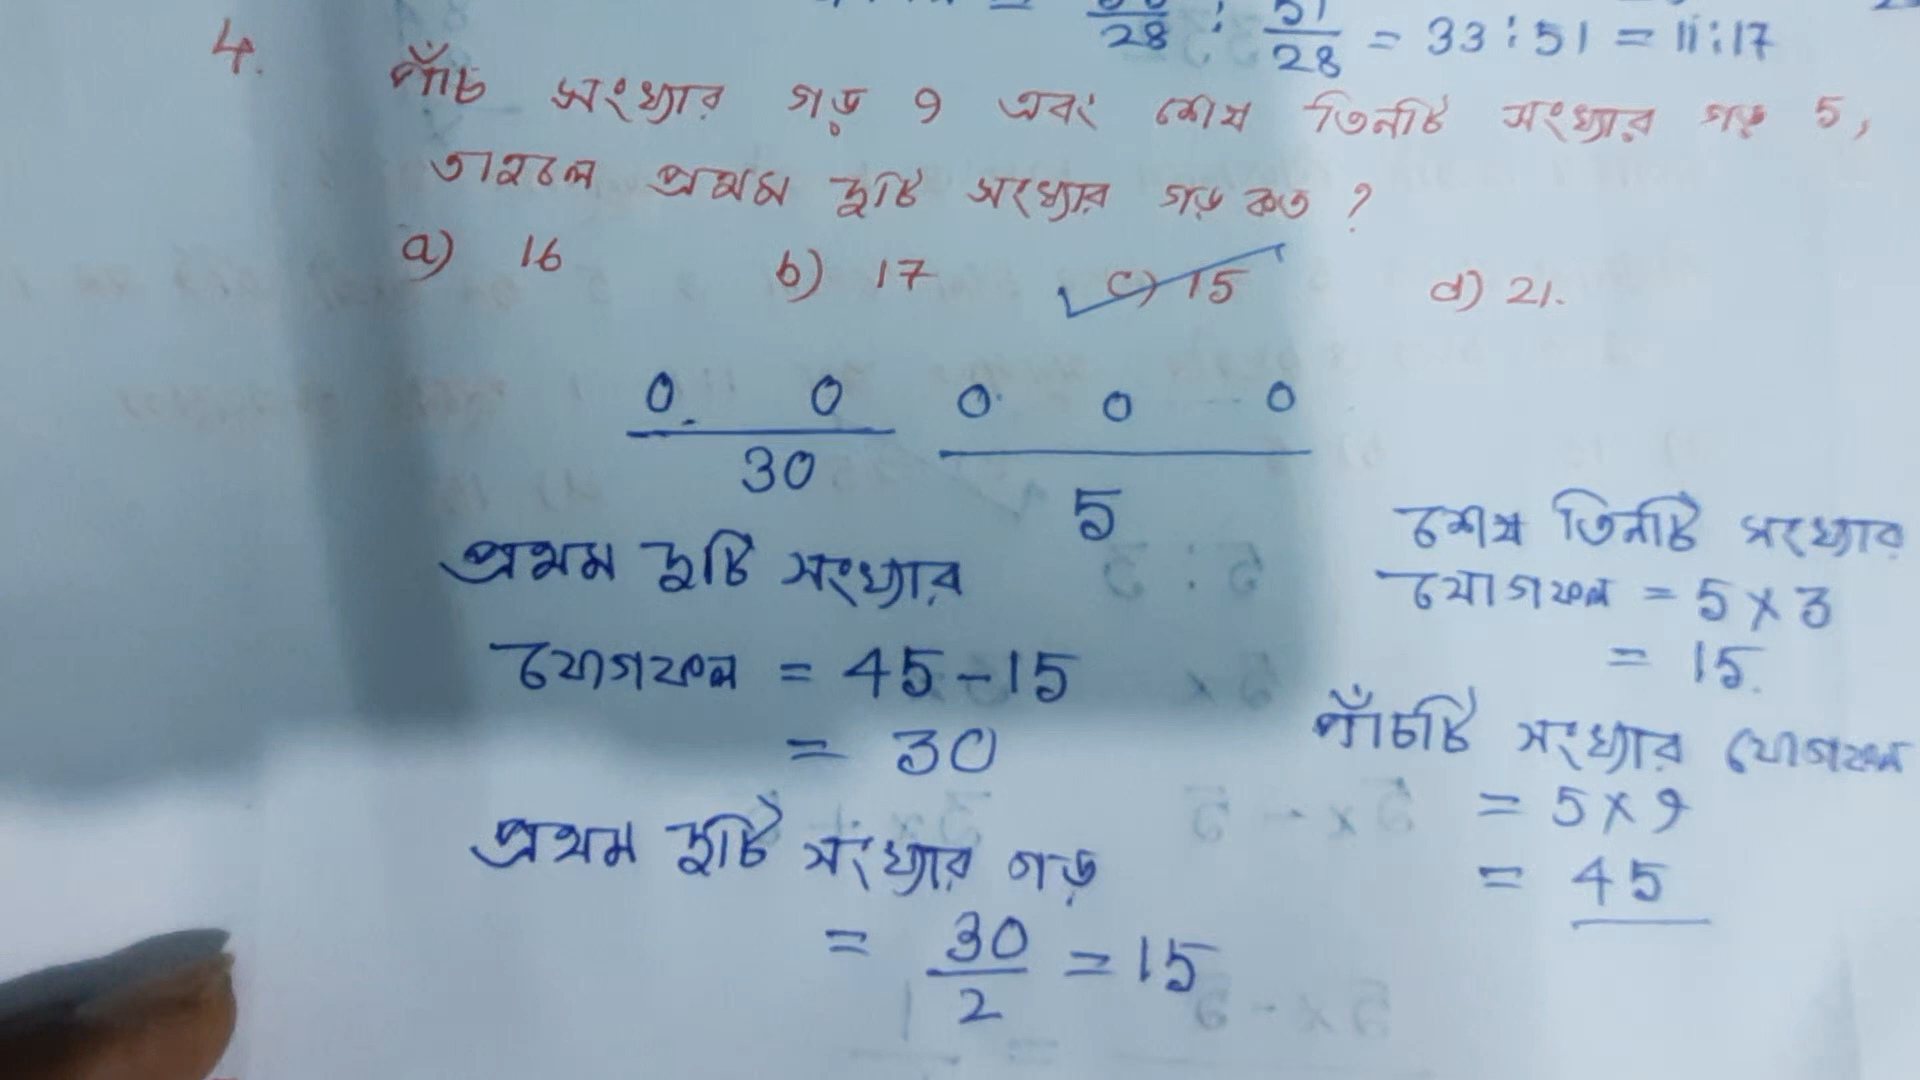 28 : 28 = 33 : 51 = 11 : 17
4. পাঁচ সংখ্যার গড় 9 এবং শেষ তিনটি সংখ্যার গড় 5,
তাহলে প্রথম দুটি সংখ্যার গড় কত ?
a) 16 b) 17 c) 15 d) 21.
0 0 0 0 0
30
5
প্রথম দুটি সংখ্যার
যোগফল = 45 - 15
= 30
প্রথম দুটি সংখ্যার গড়
= 30/2 = 15
শেষ তিনটি সংখ্যার
যোগফল = 5 x 3
= 15.
পাঁচটি সংখ্যার যোগফল
= 5 x 9
= 45